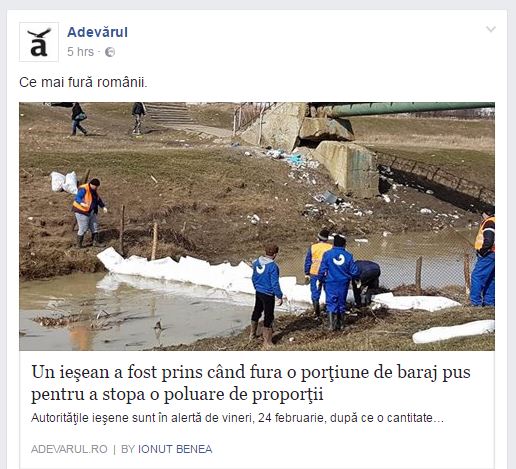 Adevărul
5 hrs ·
Ce mai fură românii.
Un ieşean a fost prins când fura o porţiune de baraj pus
pentru a stopa o poluare de proporţii
Autorităţile ieşene sunt în alertă de vineri, 24 februarie, după ce o cantitate…
ADEVARUL.RO | BY IONUT BENEA